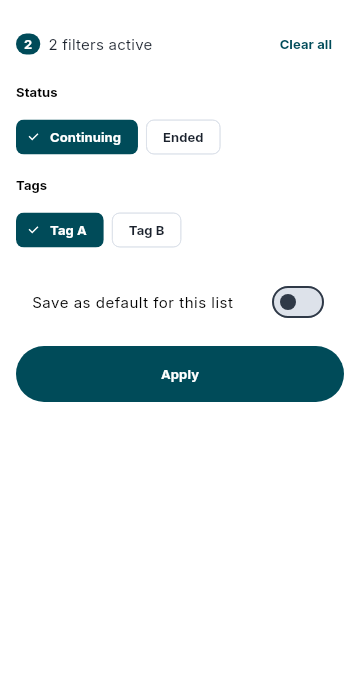 2 2 filters active Clear all
Status
Continuing Ended
Tags
Tag A Tag B
Save as default for this list
Apply